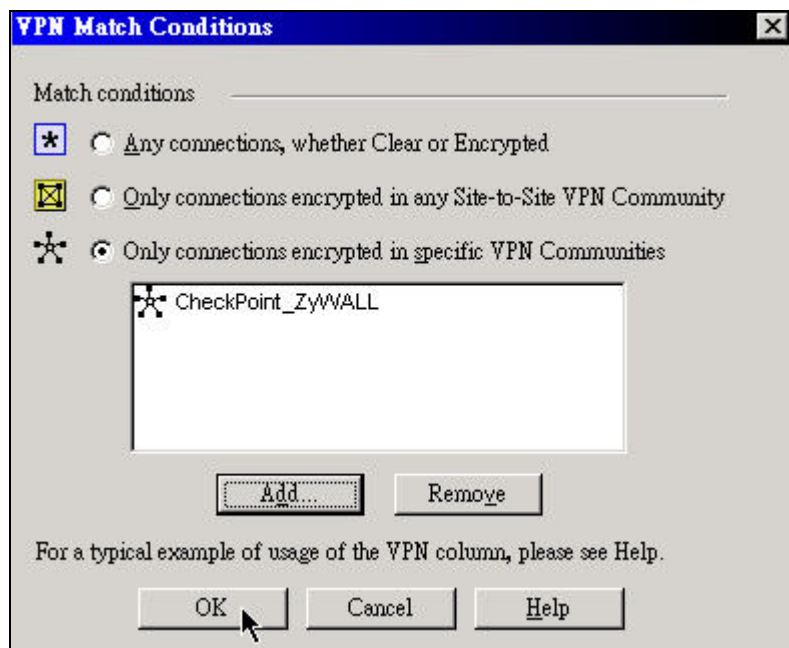 VPN Match Conditions
Match conditions
Any connections, whether Clear or Encrypted
Only connections encrypted in any Site-to-Site VPN Community
Only connections encrypted in specific VPN Communities
CheckPoint_ZyWALL
Add... Remove
For a typical example of usage of the VPN column, please see Help.
OK Cancel Help